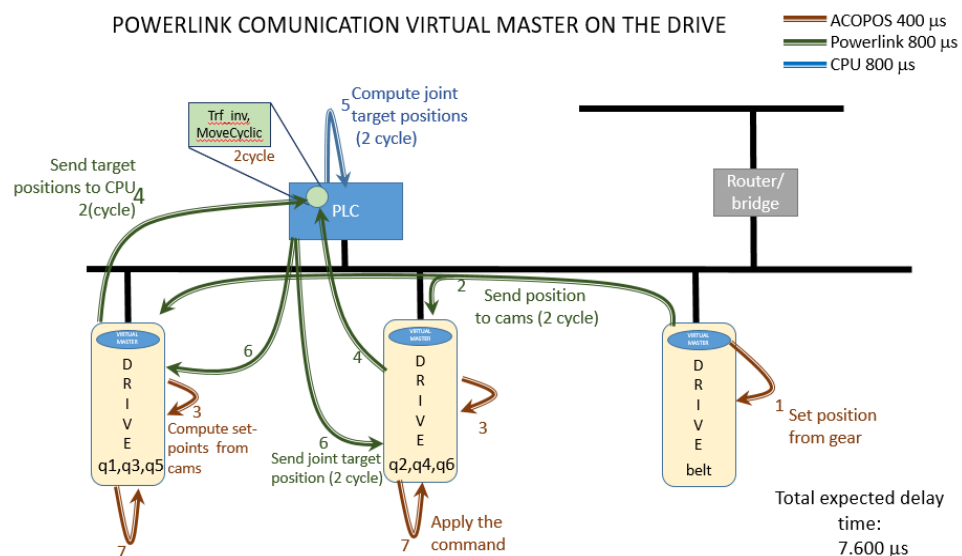 POWERLINK COMUNICATION VIRTUAL MASTER ON THE DRIVE
ACOPOS 400 µs
Powerlink 800 µs
CPU 800 µs
Trf_inv,
MoveCyclic
2cycle
5
Compute joint
target positions
(2 cycle)
Send target
positions to CPU
2(cycle)
4
PLC
Router/
bridge
2
Send position
to cams (2 cycle)
VIRTUAL
MASTER
D
R
I
V
E
q1,q3,q5
3
Compute set-
points from
cams
7
6
6
Send joint target
position (2 cycle)
4
VIRTUAL
MASTER
D
R
I
V
E
q2,q4,q6
3
7
Apply the
command
VIRTUAL
MASTER
D
R
I
V
E
belt
1
Set position
from gear
Total expected delay
time:
7.600 µs